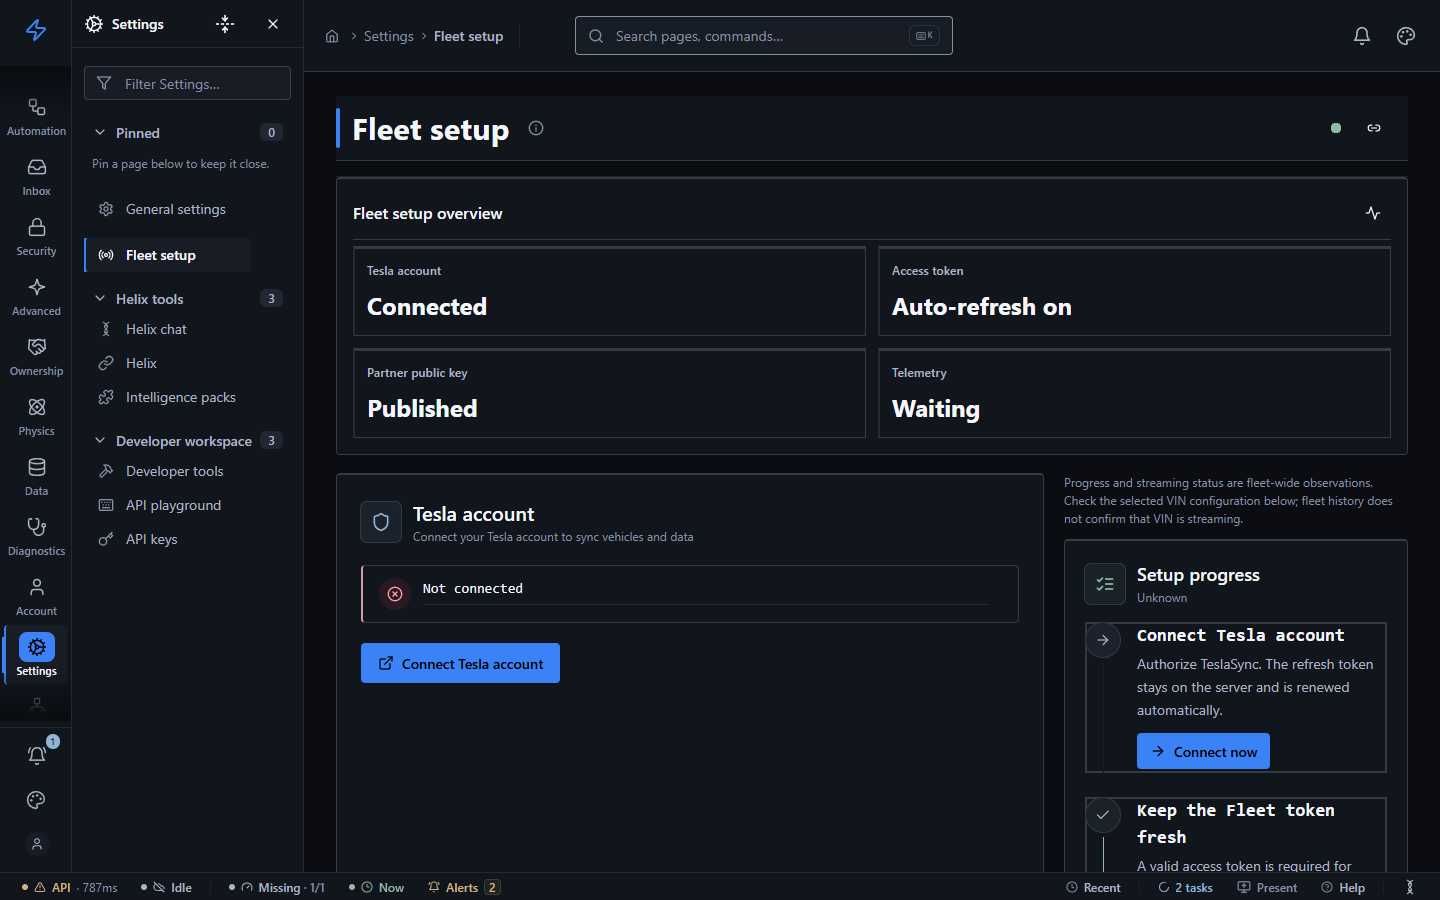 Settings
Settings
Fleet setup
Search pages, commands...
K
Automation
Inbox
Security
Advanced
Ownership
Physics
Data
Diagnostics
Account
Settings
1
Filter Settings...
Pinned
0
Pin a page below to keep it close.
General settings
Fleet setup
Helix tools
3
Helix chat
Helix
Intelligence packs
Developer workspace
3
Developer tools
API playground
API keys
Fleet setup
Fleet setup overview
Tesla account
Connected
Access token
Auto-refresh on
Partner public key
Published
Telemetry
Waiting
Tesla account
Connect your Tesla account to sync vehicles and data
Not connected
Connect Tesla account
Progress and streaming status are fleet-wide observations.
Check the selected VIN configuration below; fleet history does
not confirm that VIN is streaming.
Setup progress
Unknown
Connect Tesla account
Authorize TeslaSync. The refresh token
stays on the server and is renewed
automatically.
Connect now
Keep the Fleet token
fresh
A valid access token is required for
API · 787ms
Idle
Missing · 1/1
Now
Alerts 2
Recent
2 tasks
Present
Help